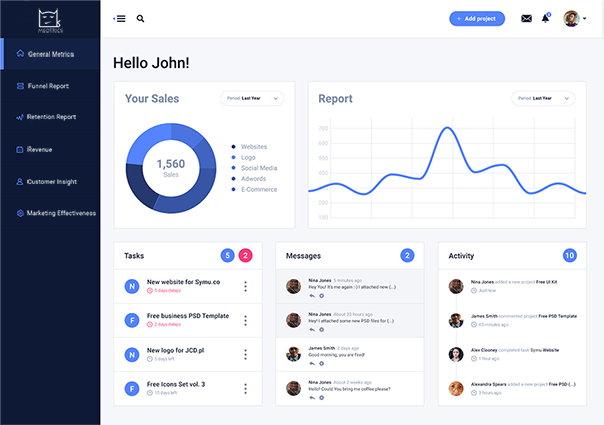 MEOTRICS
General Metrics
Funnel Report
Retention Report
Revenue
Customer Insight
Marketing Effectiveness
+ Add project
8
Hello John!
Your Sales
Period: Last Year
1,560
Sales
Websites
Logo
Social Media
Adwords
E-Commerce
Report
Period: Last Year
700
600
500
400
300
200
100
Tasks 5 2
N New website for Symu.co
5 days delays
F Free business PSD Template
2 days delays
N New logo for JCD.pl
5 days left
F Free Icons Set vol. 3
10 days left
Messages 2
Nina Jones 5 minutes ago
Hey You! It's me again :-) I attached new (...)
Nina Jones About 20 hours ago
Hey! I attached some new PSD files for (...)
James Smith 2 days ago
Good morning, you are fired!
Nina Jones About 2 weeks ago
Hello! Could You bring me coffee please?
Activity 10
Nina Jones added a new project Free UI Kit
Just now
James Smith commented project Free PSD Template
40 minutes ago
Alex Clooney completed task Symu Website
1 hour ago
Alexandra Spears added a new project Free PSD (...)
3 hours ago